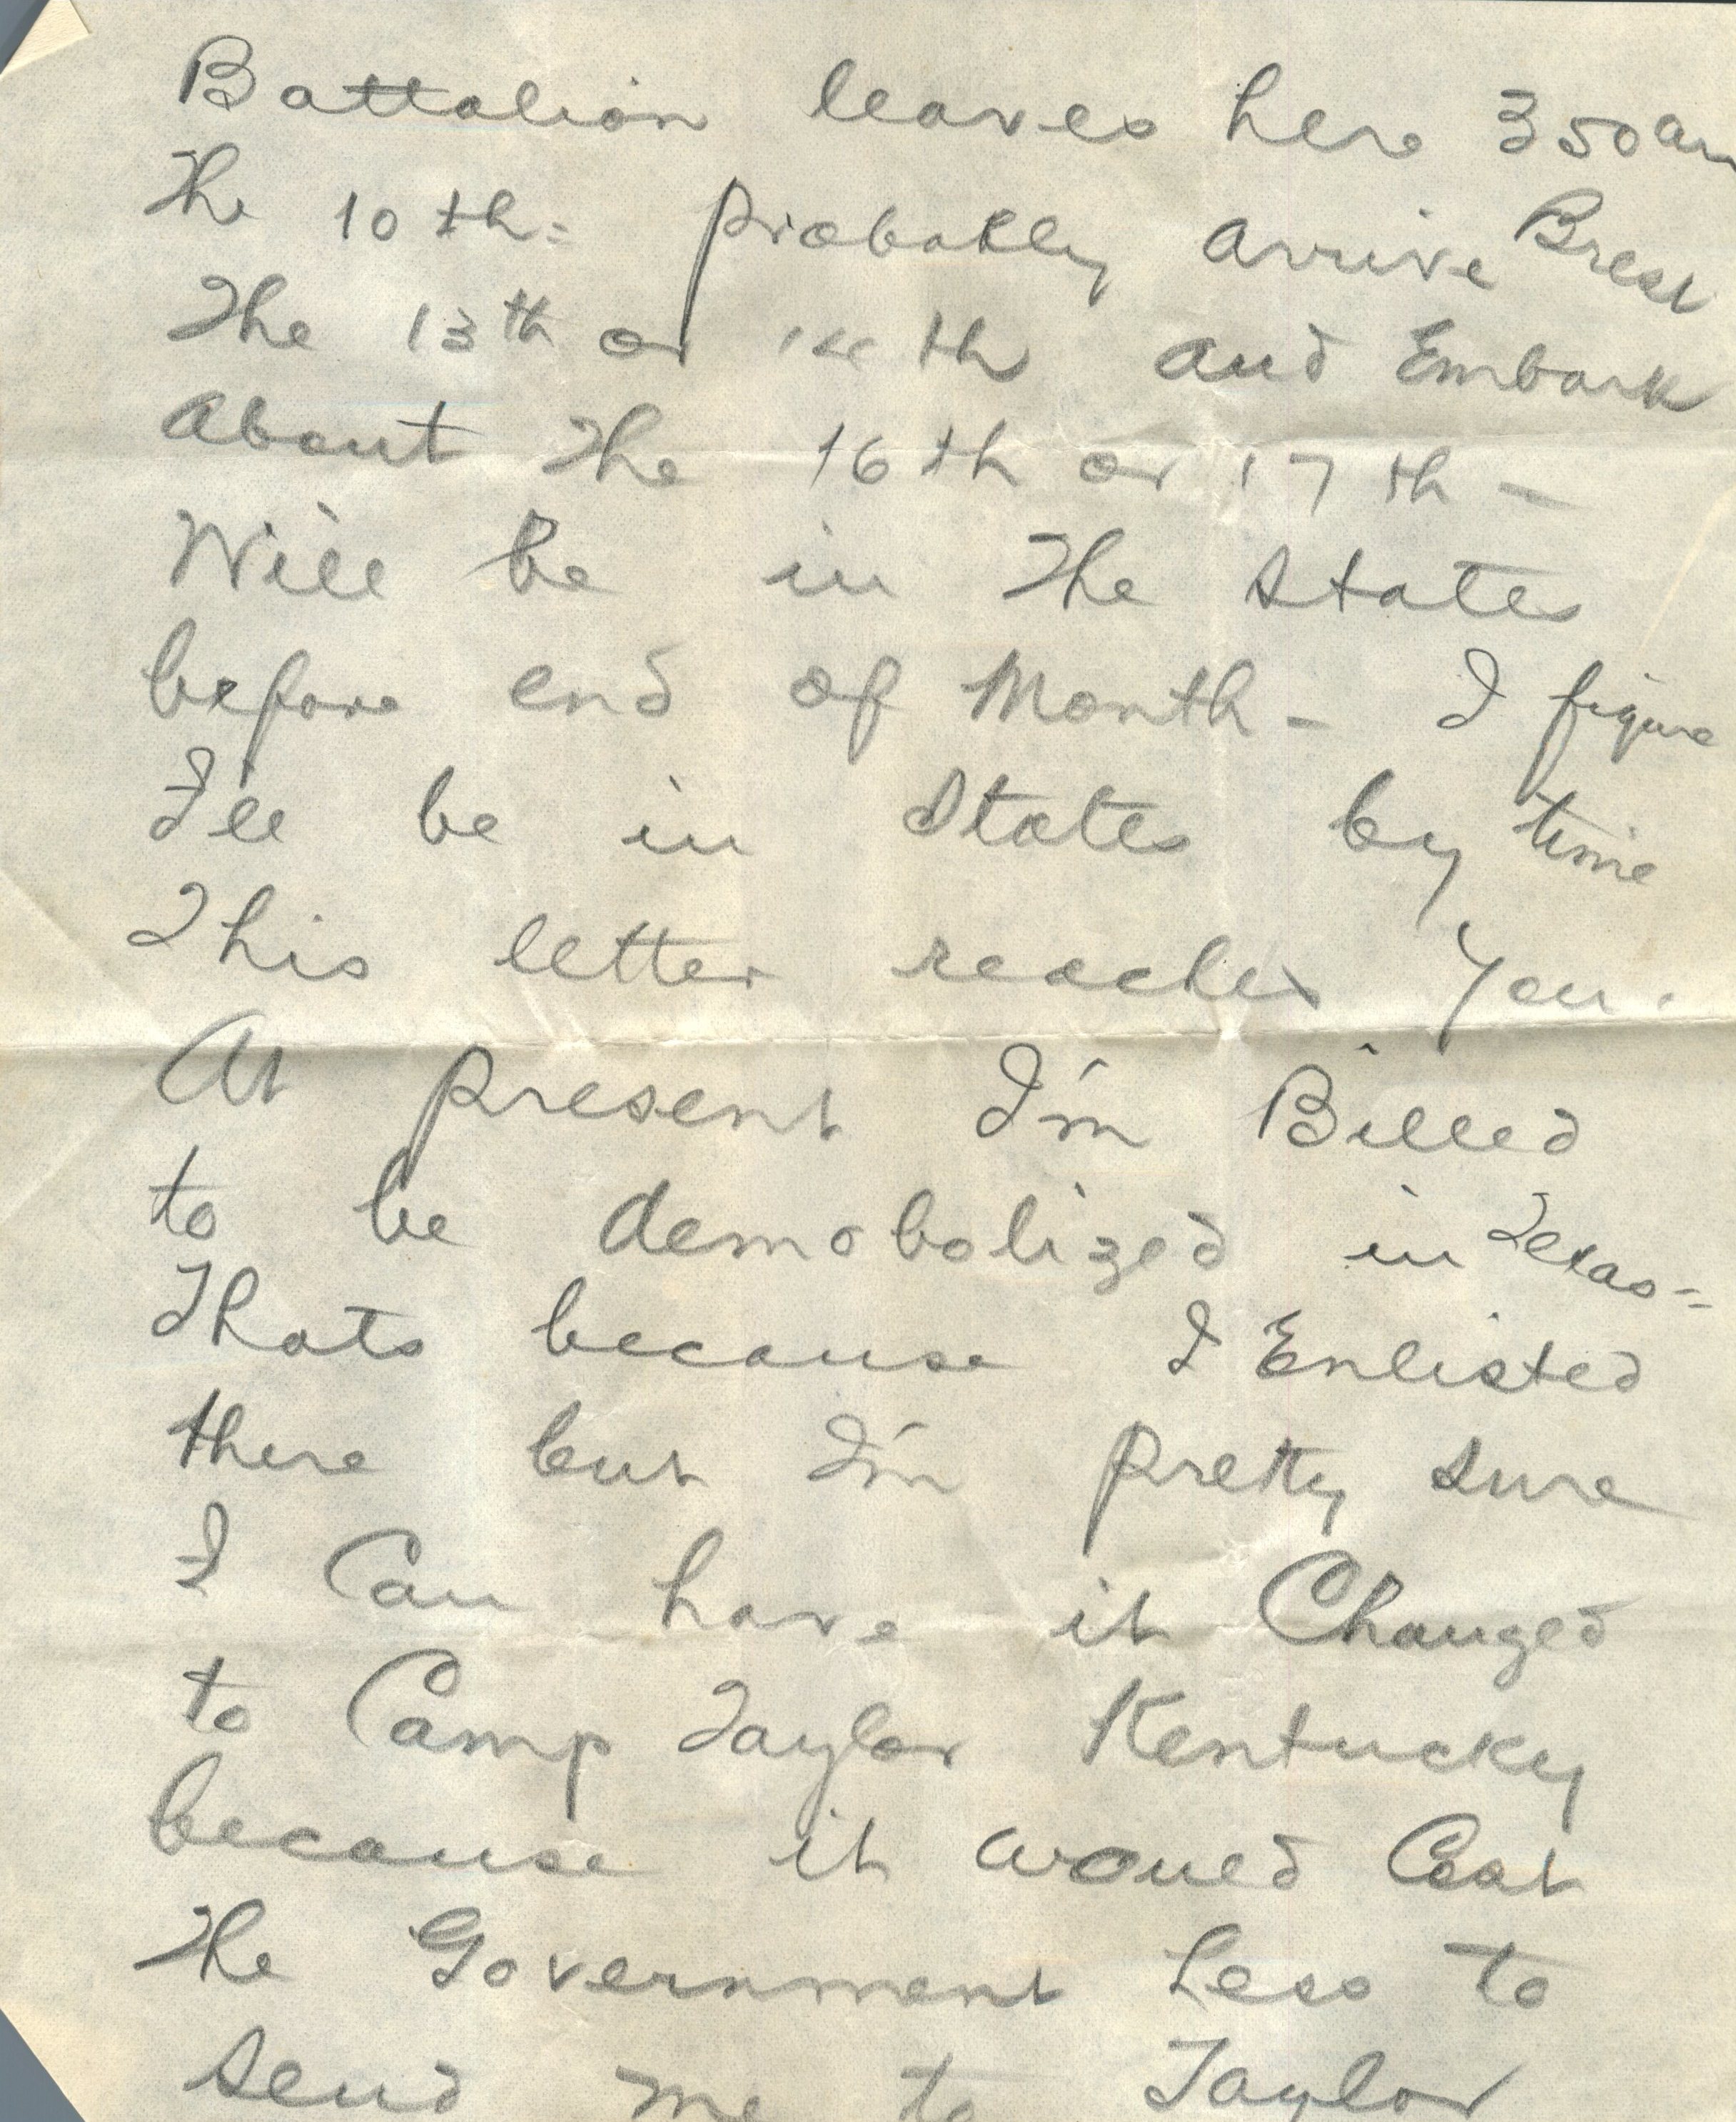 Battalion leaves here 350 am
The 10th = probably arrive Brest
The 13th or 14th and Embark
About The 16th or 17th —
Will be in The states
before end of Month — I figure
I'll be in States by time
This letter reaches You.
At present I'm Billed
to be demobolized in Texas =
Thats because I Enlisted
there but I'm pretty sure
I Can have it Changed
to Camp Taylor Kentucky
because it would Cost
The Government Less to
send me to Taylor